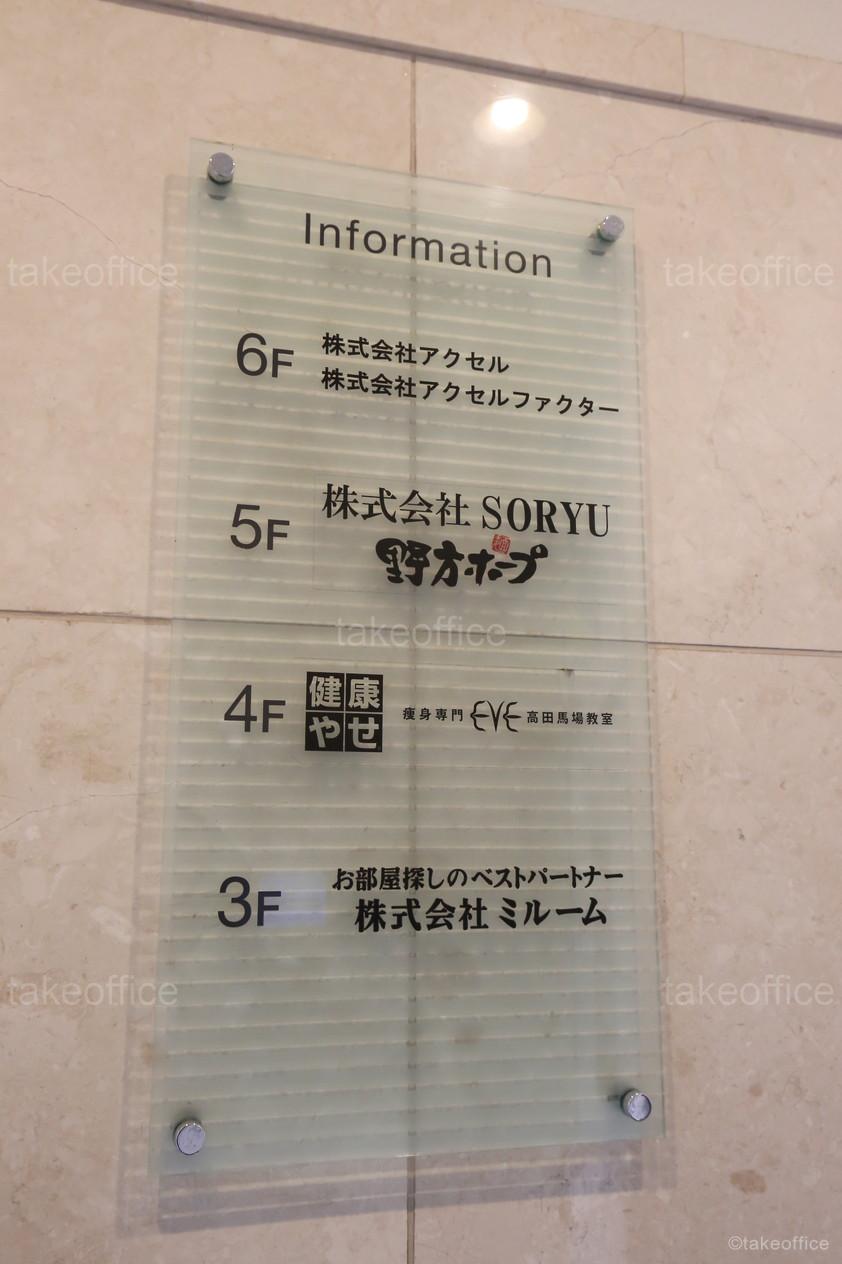 Information
6F 株式会社アクセル
株式会社アクセルファクター
5F 株式会社 SORYU
野方ホープ
4F 健康やせ 痩身専門 EVE 高田馬場教室
3F お部屋探しのベストパートナー
株式会社ミルーム
takeoffice takeoffice
takeoffice
takeoffice takeoffice
©takeoffice